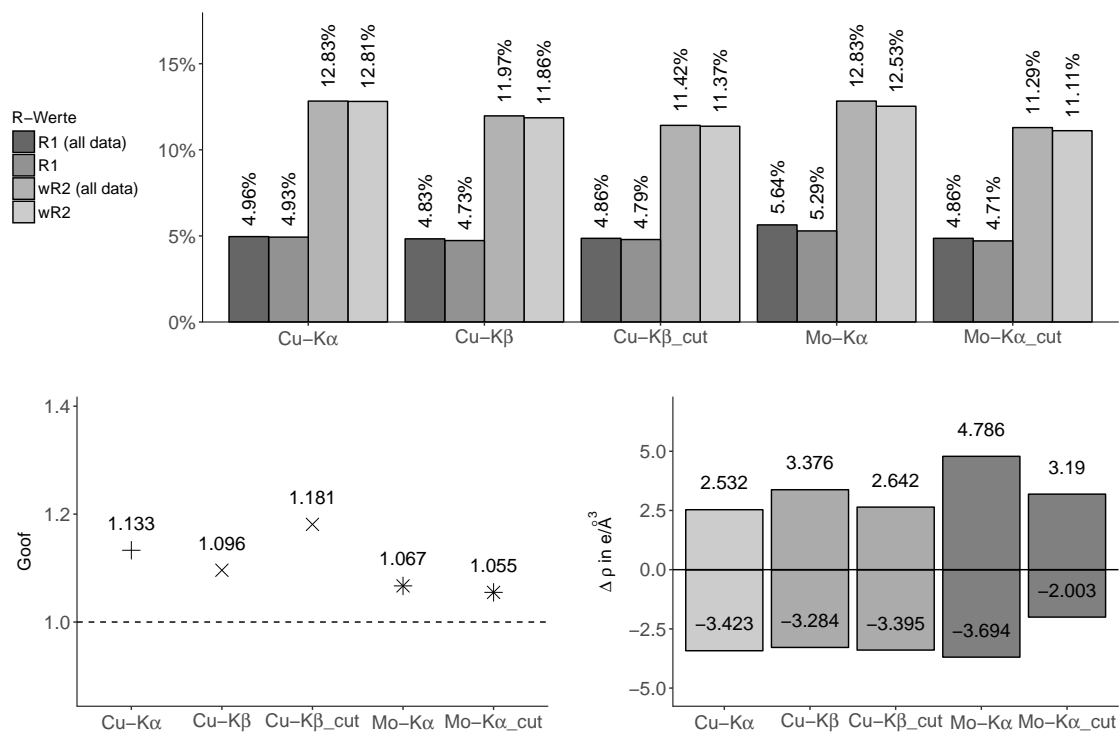 12.83%
12.81%
11.97%
11.86%
11.42%
11.37%
12.83%
12.53%
11.29%
11.11%
15%
10%
5%
0%
R−Werte
R1 (all data)
R1
wR2 (all data)
wR2
4.96%
4.93%
4.83%
4.73%
4.86%
4.79%
5.64%
5.29%
4.86%
4.71%
Cu−Kα
Cu−Kβ
Cu−Kβ_cut
Mo−Kα
Mo−Kα_cut
Goof
1.4
1.2
1.0
1.133
1.096
1.181
1.067
1.055
Cu−Kα
Cu−Kβ
Cu−Kβ_cut
Mo−Kα
Mo−Kα_cut
Δ ρ in e/Å³
5.0
2.5
0.0
−2.5
−5.0
2.532
3.376
2.642
4.786
3.19
−3.423
−3.284
−3.395
−3.694
−2.003
Cu−Kα
Cu−Kβ
Cu−Kβ_cut
Mo−Kα
Mo−Kα_cut